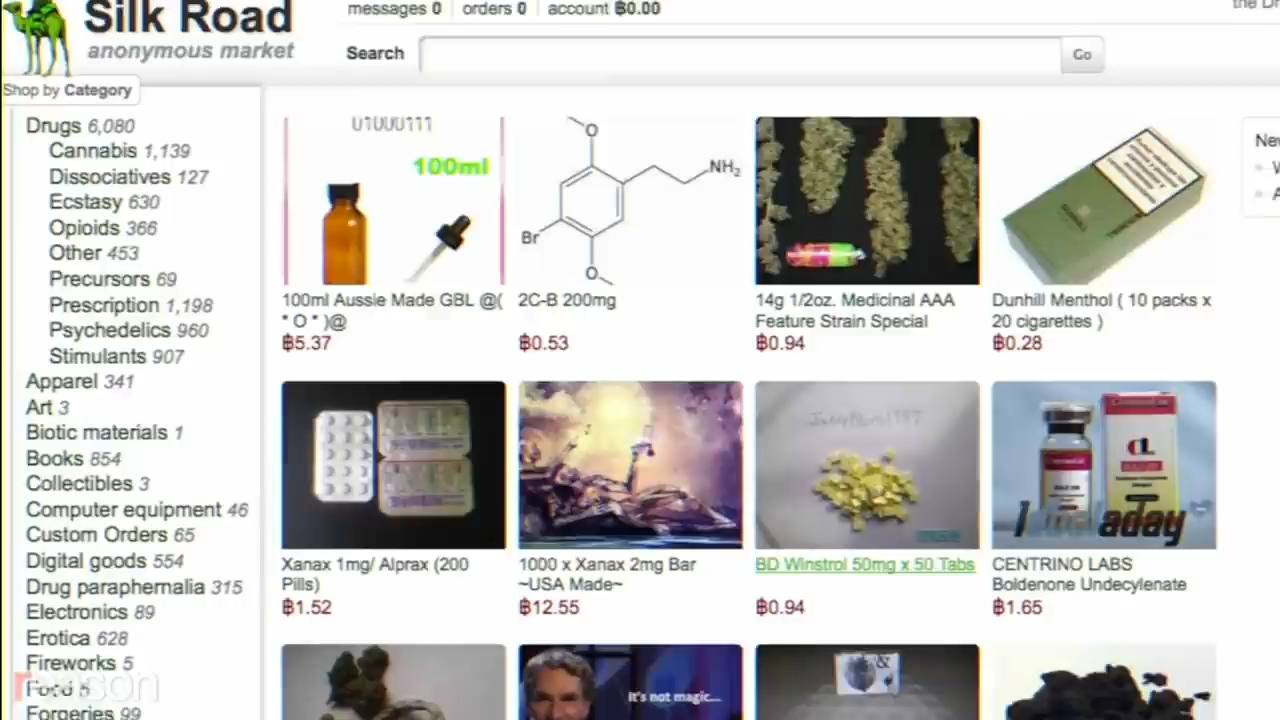 Silk Road
anonymous market
messages 0 orders 0 account ฿0.00
Search
Go
Shop by Category
Drugs 6,080
Cannabis 1,139
Dissociatives 127
Ecstasy 630
Opioids 366
Other 453
Precursors 69
Prescription 1,198
Psychedelics 960
Stimulants 907
Apparel 341
Art 3
Biotic materials 1
Books 854
Collectibles 3
Computer equipment 46
Custom Orders 65
Digital goods 554
Drug paraphernalia 315
Electronics 89
Erotica 628
Fireworks 5
Food 5
Forgeries 99
reason
01000111
100ml
100ml Aussie Made GBL @(
* O * )@
฿5.37
O
NH2
Br
O
2C-B 200mg
฿0.53
14g 1/2oz. Medicinal AAA
Feature Strain Special
฿0.94
Dunhill Menthol ( 10 packs x
20 cigarettes )
฿0.28
Xanax 1mg/ Alprax (200
Pills)
฿1.52
1000 x Xanax 2mg Bar
~USA Made~
฿12.55
BD Winstrol 50mg x 50 Tabs
฿0.94
CENTRINO LABS
Boldenone Undecylenate
฿1.65
It's not magic...
&